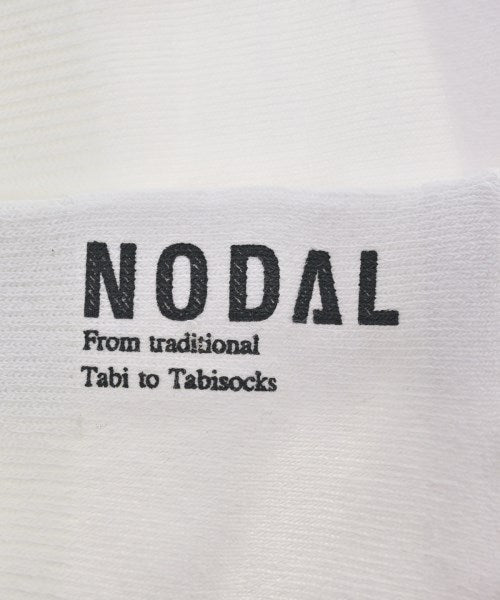 NODAL
From traditional
Tabi to Tabisocks